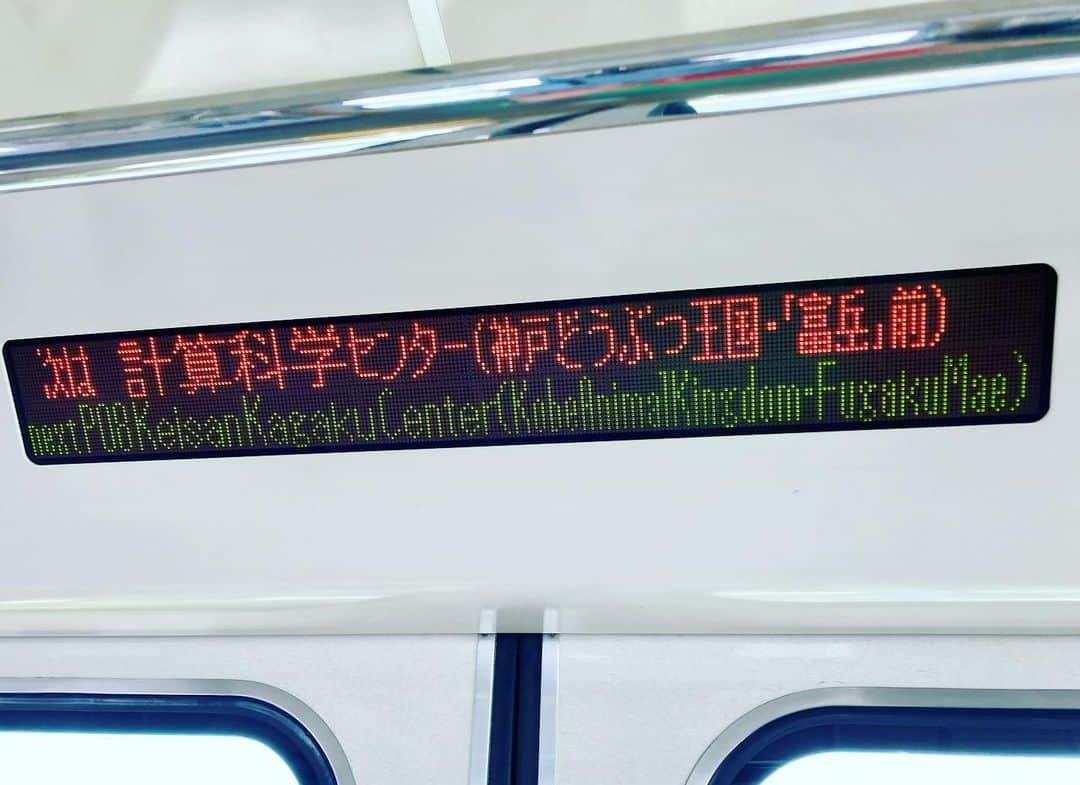 次は 計算科学センター(神戸どうぶつ王国・「富岳」前)
next P08 Keisan Kagaku Center(Kobe Animal Kingdom・Fugaku Mae)